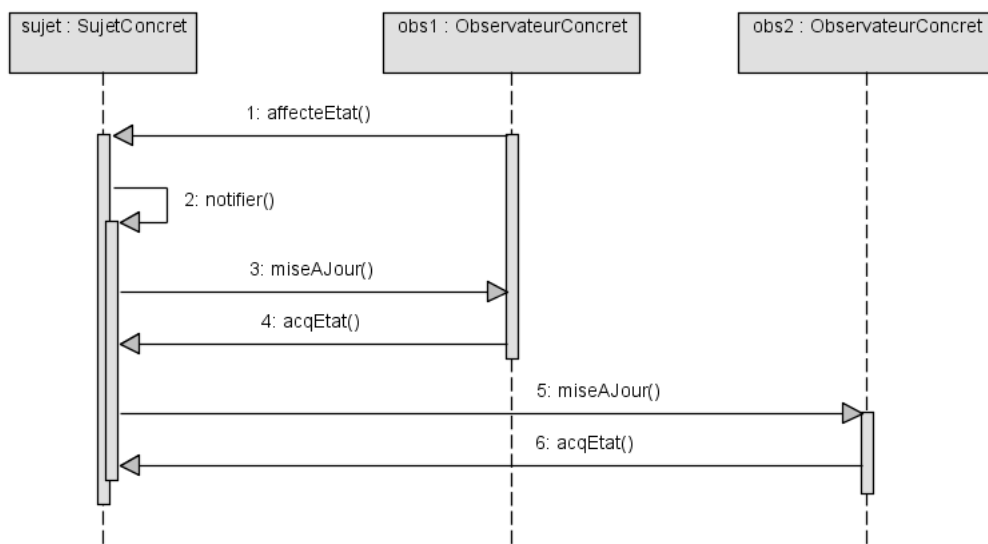 sujet : SujetConcret
obs1 : ObservateurConcret
obs2 : ObservateurConcret
1: affecteEtat()
2: notifier()
3: miseAJour()
4: acqEtat()
5: miseAJour()
6: acqEtat()